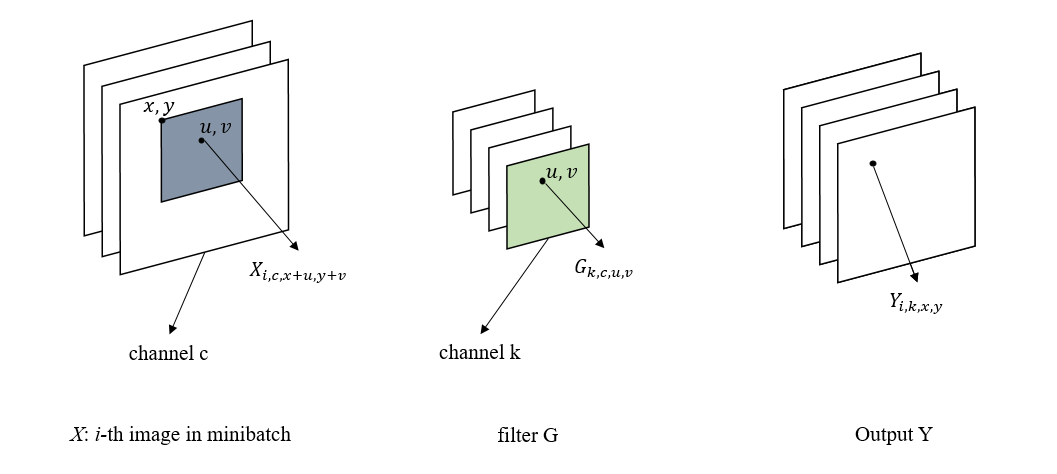 x, y
u, v
X_{i,c,x+u,y+v}
channel c
X: i-th image in minibatch
u, v
G_{k,c,u,v}
channel k
filter G
Y_{i,k,x,y}
Output Y